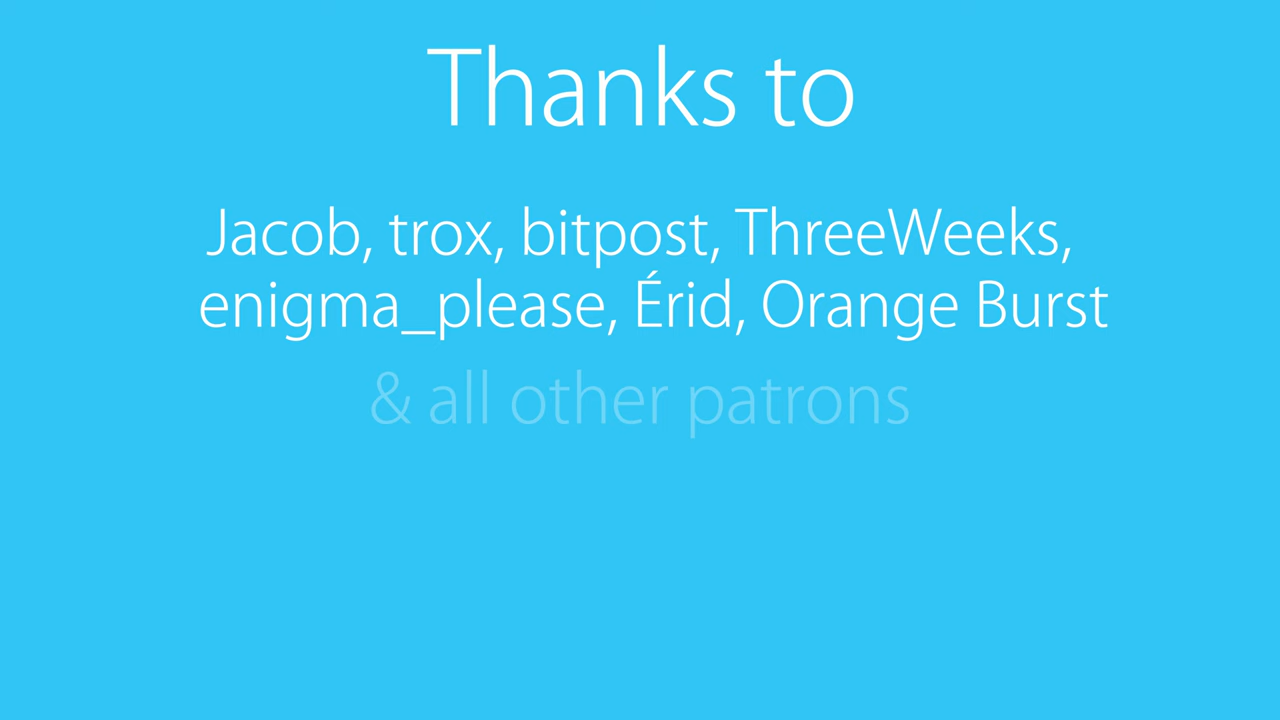 Thanks to
Jacob, trox, bitpost, ThreeWeeks,
enigma_please, Érid, Orange Burst
& all other patrons